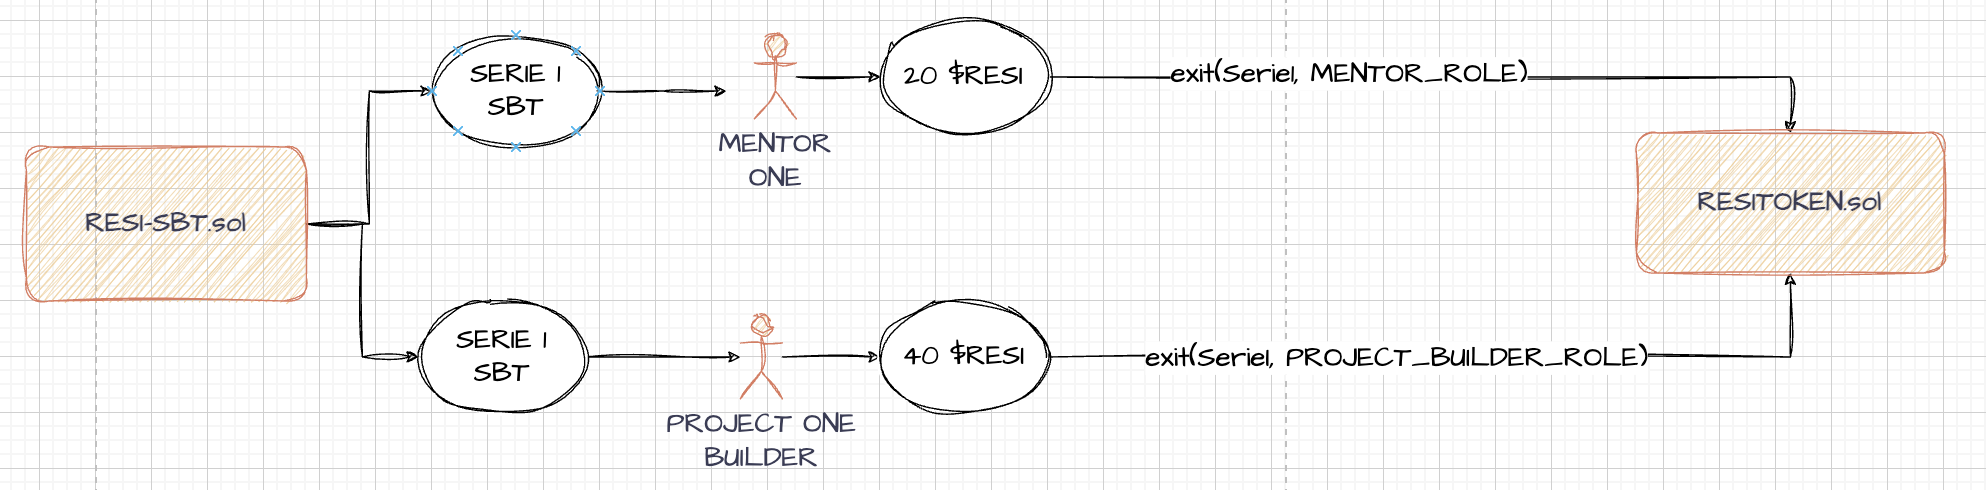 SERIE 1
SBT
MENTOR
ONE
20 $RESI
exit(Serie1, MENTOR_ROLE)
RESI-SBT.sol
RESITOKEN.sol
SERIE 1
SBT
PROJECT ONE
BUILDER
40 $RESI
exit(Serie1, PROJECT_BUILDER_ROLE)